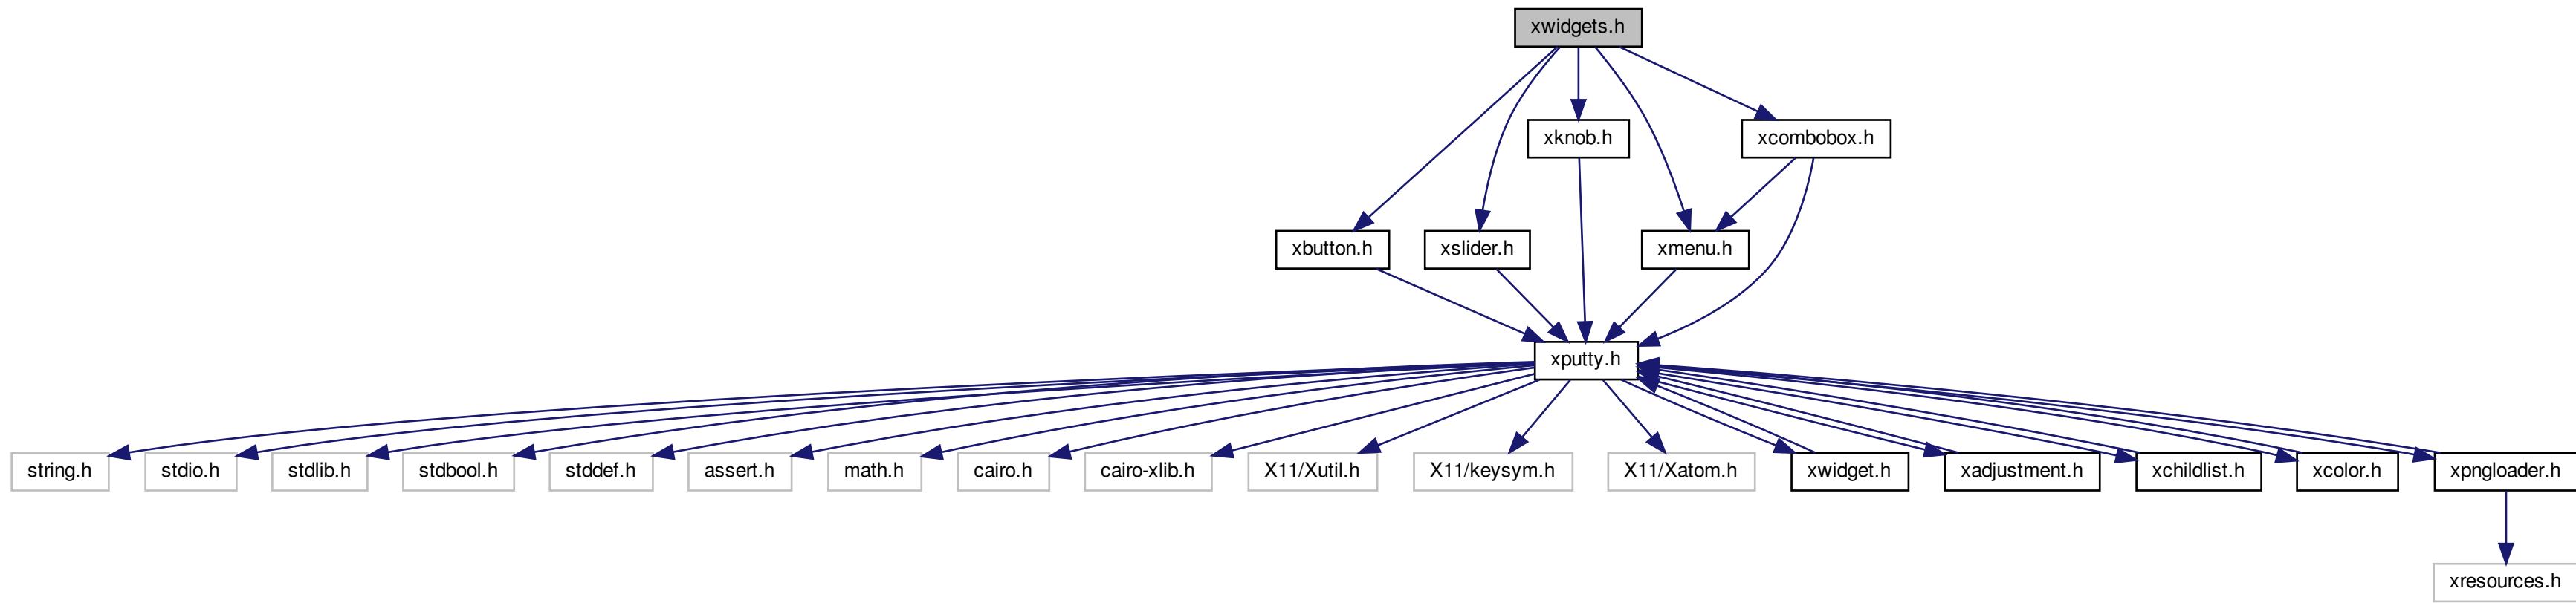 xwidgets.h
xknob.h
xcombobox.h
xbutton.h
xslider.h
xmenu.h
xputty.h
string.h
stdio.h
stdlib.h
stdbool.h
stddef.h
assert.h
math.h
cairo.h
cairo-xlib.h
X11/Xutil.h
X11/keysym.h
X11/Xatom.h
xwidget.h
xadjustment.h
xchildlist.h
xcolor.h
xpngloader.h
xresources.h